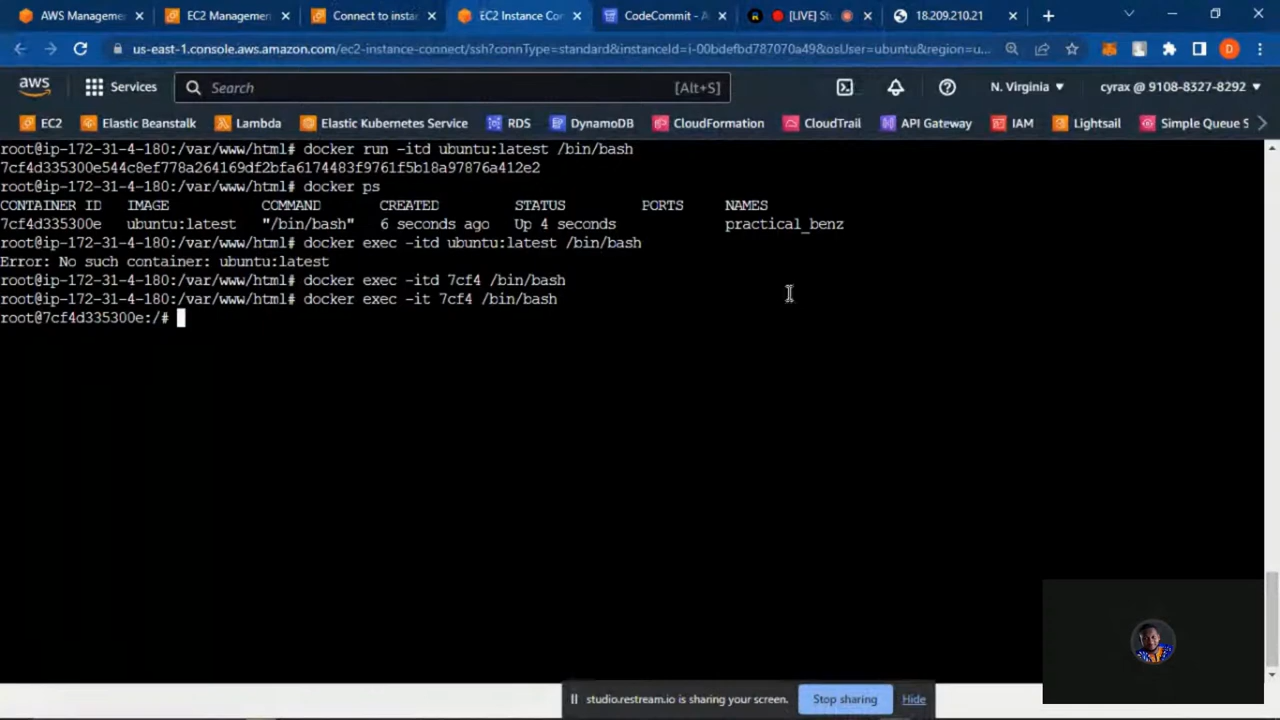 AWS Manageme
EC2 Management
Connect to instan
EC2 Instance Con
CodeCommit - A
[LIVE] Stu
18.209.210.21
us-east-1.console.aws.amazon.com/ec2-instance-connect/ssh?connType=standard&instanceId=i-00bdefbd787070a49&osUser=ubuntu&region=u...
D
aws
Services
Search
[Alt+S]
N. Virginia
cyrax @ 9108-8327-8292
EC2
Elastic Beanstalk
Lambda
Elastic Kubernetes Service
RDS
DynamoDB
CloudFormation
CloudTrail
API Gateway
IAM
Lightsail
Simple Queue S
root@ip-172-31-4-180:/var/www/html# docker run -itd ubuntu:latest /bin/bash
7cf4d335300e544c8ef778a264169df2bfa6174483f9761f5b18a97876a412e2
root@ip-172-31-4-180:/var/www/html# docker ps
CONTAINER ID IMAGE COMMAND CREATED STATUS PORTS NAMES
7cf4d335300e ubuntu:latest "/bin/bash" 6 seconds ago Up 4 seconds practical_benz
root@ip-172-31-4-180:/var/www/html# docker exec -itd ubuntu:latest /bin/bash
Error: No such container: ubuntu:latest
root@ip-172-31-4-180:/var/www/html# docker exec -itd 7cf4 /bin/bash
root@ip-172-31-4-180:/var/www/html# docker exec -it 7cf4 /bin/bash
root@7cf4d335300e:/#
studio.restream.io is sharing your screen.
Stop sharing
Hide